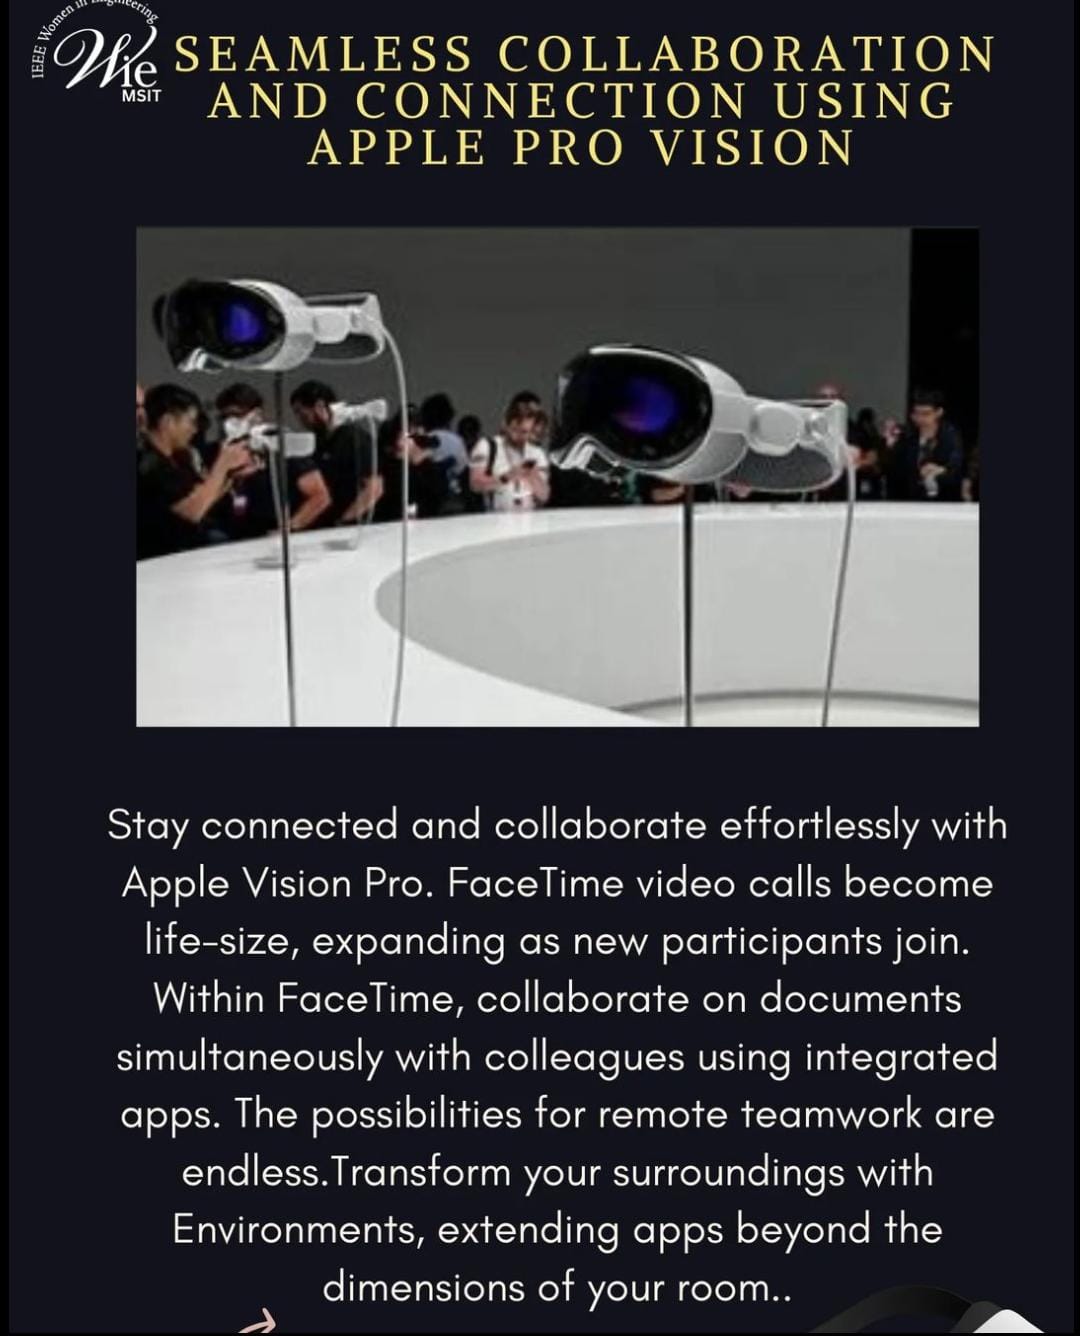 IEEE Women in Engineering
Wie
MSIT
SEAMLESS COLLABORATION
AND CONNECTION USING
APPLE PRO VISION
Stay connected and collaborate effortlessly with
Apple Vision Pro. FaceTime video calls become
life-size, expanding as new participants join.
Within FaceTime, collaborate on documents
simultaneously with colleagues using integrated
apps. The possibilities for remote teamwork are
endless.Transform your surroundings with
Environments, extending apps beyond the
dimensions of your room..